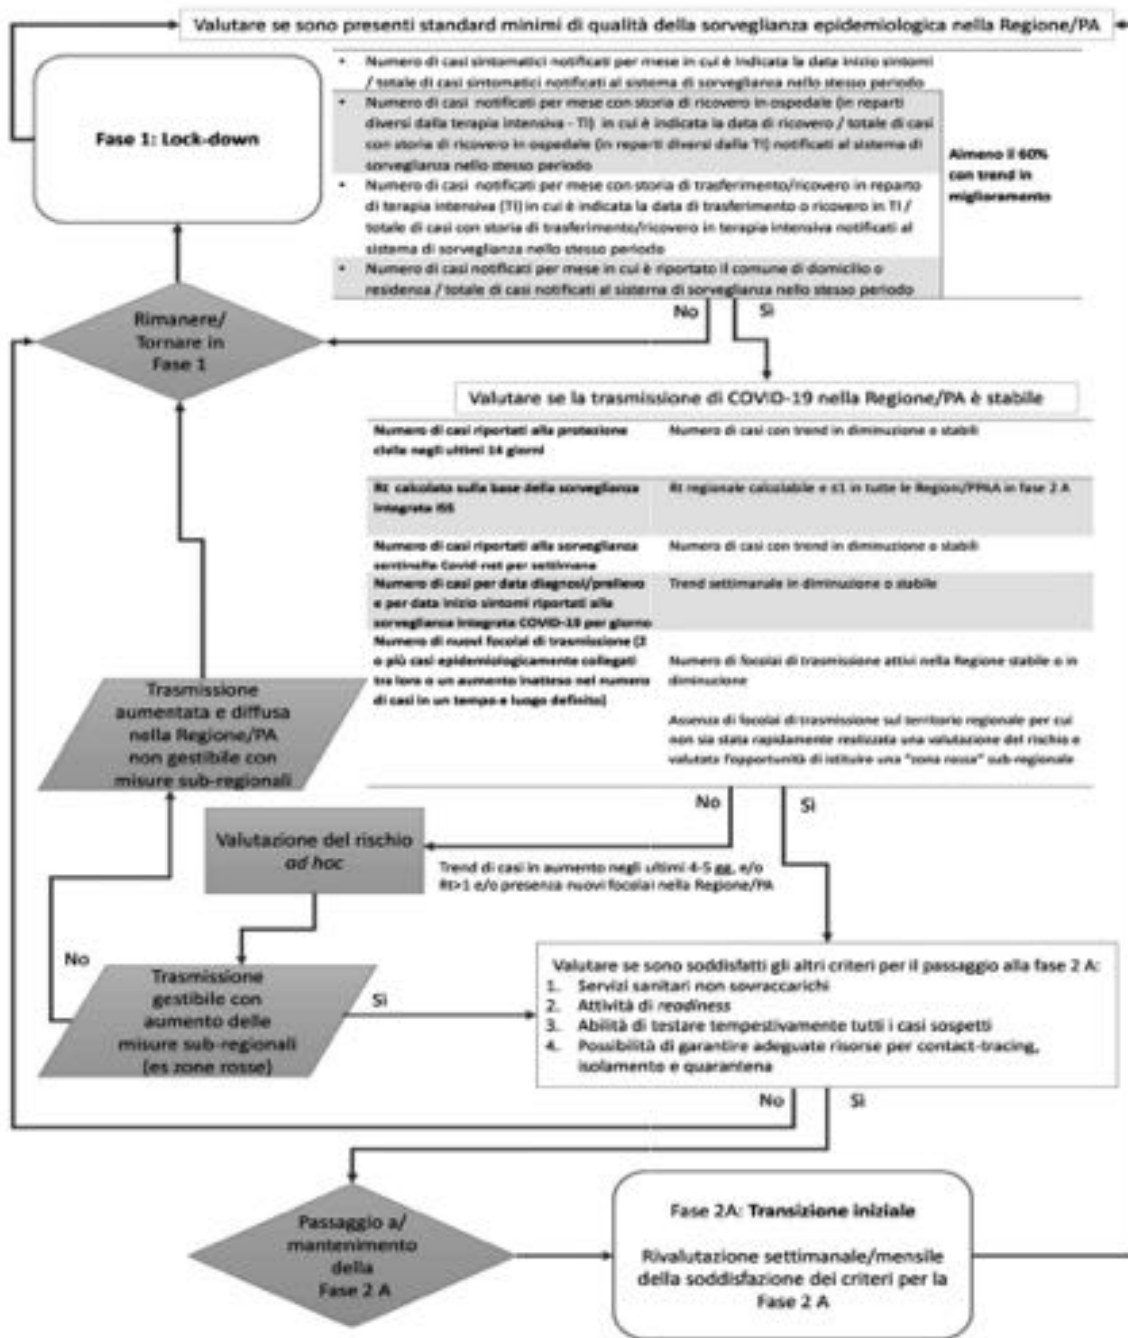 Valutare se sono presenti standard minimi di qualità della sorveglianza epidemiologica nella Regione/PA
Fase 1: Lock-down
• Numero di casi sintomatici notificati per mese in cui è indicata la data inizio sintomi
/ totale di casi sintomatici notificati al sistema di sorveglianza nello stesso periodo
• Numero di casi notificati per mese con storia di ricovero in ospedale (in reparti
diversi dalla terapia intensiva - TI) in cui è indicata la data di ricovero / totale di casi
con storia di ricovero in ospedale (in reparti diversi dalla TI) notificati al sistema di
sorveglianza nello stesso periodo
• Numero di casi notificati per mese con storia di trasferimento/ricovero in reparto
di terapia intensiva (TI) in cui è indicata la data di trasferimento o ricovero in TI /
totale di casi con storia di trasferimento/ricovero in terapia intensiva notificati al
sistema di sorveglianza nello stesso periodo
• Numero di casi notificati per mese in cui è riportato il comune di domicilio o
residenza / totale di casi notificati al sistema di sorveglianza nello stesso periodo
Almeno il 60%
con trend in
miglioramento
No
Sì
Rimanere/
Tornare in
Fase 1
Valutare se la trasmissione di COVID-19 nella Regione/PA è stabile
Numero di casi riportati alla protezione
civile negli ultimi 14 giorni
Numero di casi con trend in diminuzione o stabili
Rt calcolato sulla base della sorveglianza
integrata ISS
Rt regionale calcolabile e ≤1 in tutte le Regioni/PPAA in fase 2 A
Numero di casi riportati alla sorveglianza
sentinella Covid-net per settimana
Numero di casi con trend in diminuzione o stabili
Numero di casi per data diagnosi/prelievo
e per data inizio sintomi riportati alla
sorveglianza integrata COVID-19 per giorno
Trend settimanale in diminuzione o stabile
Numero di nuovi focolai di trasmissione (2
o più casi epidemiologicamente collegati
tra loro o un aumento inatteso nel numero
di casi in un tempo e luogo definito)
Numero di focolai di trasmissione attivi nella Regione stabile o in
diminuzione
Assenza di focolai di trasmissione sul territorio regionale per cui
non sia stata rapidamente realizzata una valutazione del rischio e
valutata l'opportunità di istituire una "zona rossa" sub-regionale
Trasmissione
aumentata e diffusa
nella Regione/PA
non gestibile con
misure sub-regionali
No
Sì
Valutazione del rischio
ad hoc
Trend di casi in aumento negli ultimi 4-5 gg, e/o
Rt>1 e/o presenza nuovi focolai nella Regione/PA
No
Trasmissione
gestibile con
aumento delle
misure sub-regionali
(es zone rosse)
Sì
Valutare se sono soddisfatti gli altri criteri per il passaggio alla fase 2 A:
1. Servizi sanitari non sovraccarichi
2. Attività di readiness
3. Abilità di testare tempestivamente tutti i casi sospetti
4. Possibilità di garantire adeguate risorse per contact-tracing,
isolamento e quarantena
No
Sì
Passaggio a/
mantenimento
della
Fase 2 A
Fase 2A: Transizione iniziale
Rivalutazione settimanale/mensile
della soddisfazione dei criteri per la
Fase 2 A